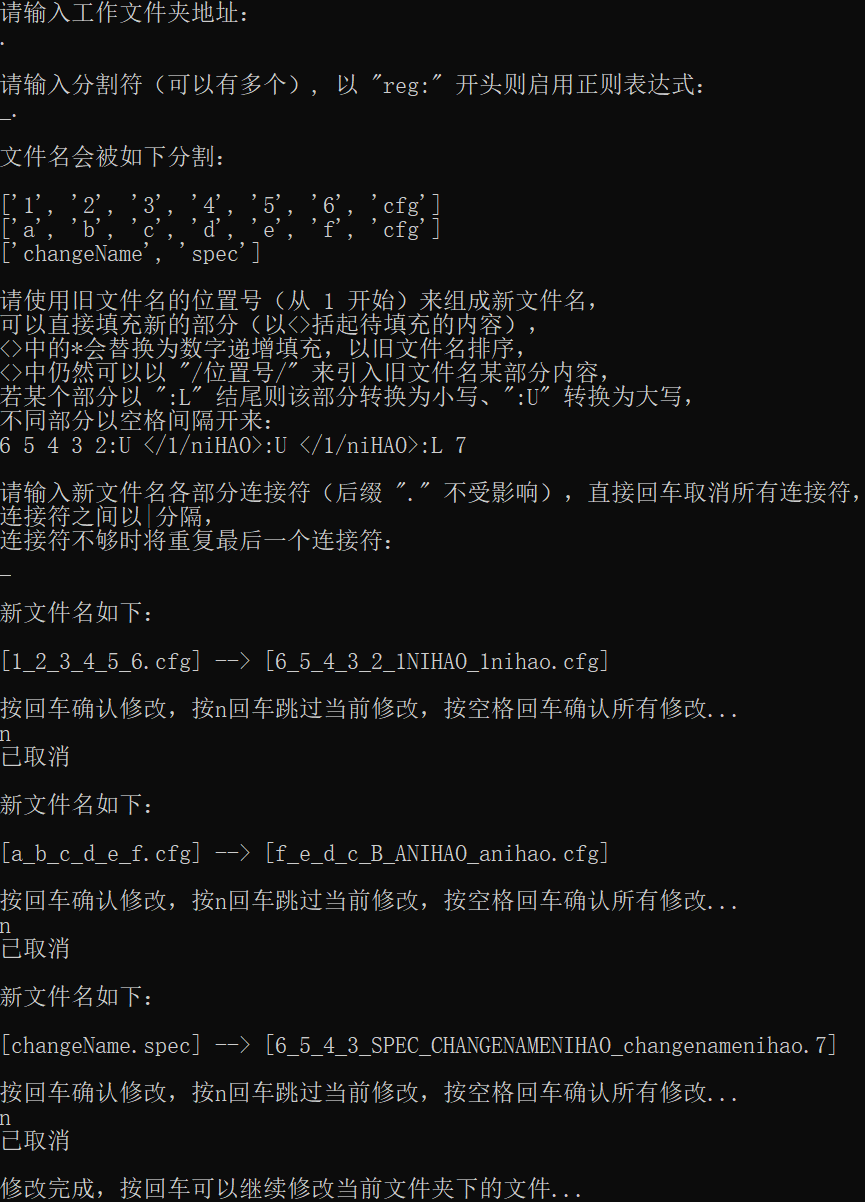 请输入工作文件夹地址：
.
请输入分割符（可以有多个），以 "reg:" 开头则启用正则表达式：
_.
文件名会被如下分割：
['1', '2', '3', '4', '5', '6', 'cfg']
['a', 'b', 'c', 'd', 'e', 'f', 'cfg']
['changeName', 'spec']
请使用旧文件名的位置号（从 1 开始）来组成新文件名，
可以直接填充新的部分（以<>括起待填充的内容），
<>中的*会替换为数字递增填充，以旧文件名排序，
<>中仍然可以以 "/位置号/" 来引入旧文件名某部分内容，
若某个部分以 ":L" 结尾则该部分转换为小写、":U" 转换为大写，
不同部分以空格间隔开来：
6 5 4 3 2:U </1/niHAO>:U </1/niHAO>:L 7
请输入新文件名各部分连接符（后缀 "." 不受影响），直接回车取消所有连接符，
连接符之间以|分隔，
连接符不够时将重复最后一个连接符：
_
新文件名如下：
[1_2_3_4_5_6.cfg] --> [6_5_4_3_2_1NIHAO_1nihao.cfg]
按回车确认修改，按n回车跳过当前修改，按空格回车确认所有修改...
n
已取消
新文件名如下：
[a_b_c_d_e_f.cfg] --> [f_e_d_c_B_ANIHAO_anihao.cfg]
按回车确认修改，按n回车跳过当前修改，按空格回车确认所有修改...
n
已取消
新文件名如下：
[changeName.spec] --> [6_5_4_3_SPEC_CHANGENAMENIHAO_changenamenihao.7]
按回车确认修改，按n回车跳过当前修改，按空格回车确认所有修改...
n
已取消
修改完成，按回车可以继续修改当前文件夹下的文件...